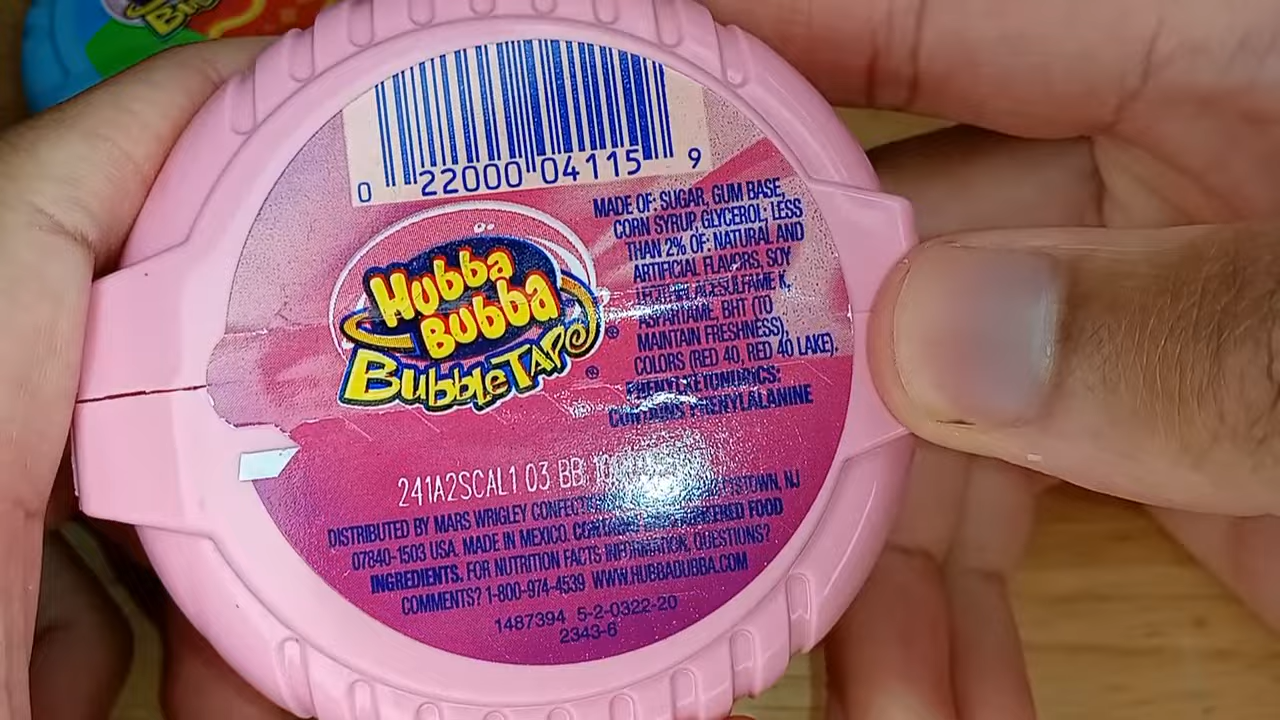 0 22000 04115 9
MADE OF: SUGAR, GUM BASE,
CORN SYRUP, GLYCEROL; LESS
THAN 2% OF: NATURAL AND
ARTIFICIAL FLAVORS, SOY
LECITHIN, ACESULFAME K,
ASPARTAME, BHT (TO
MAINTAIN FRESHNESS),
COLORS (RED 40, RED 40 LAKE).
PHENYLKETONURICS:
CONTAINS PHENYLALANINE
Hubba
Bubba ®
BubbleTAPE ®
241A2SCAL1 03 BB
DISTRIBUTED BY MARS WRIGLEY NJ
07840-1503 USA. MADE IN MEXICO. FOOD
INGREDIENTS. FOR NUTRITION FACTS INFORMATION, QUESTIONS?
COMMENTS? 1-800-974-4539 WWW.HUBBABUBBA.COM
1487394 5-2-0322-20
2343-6